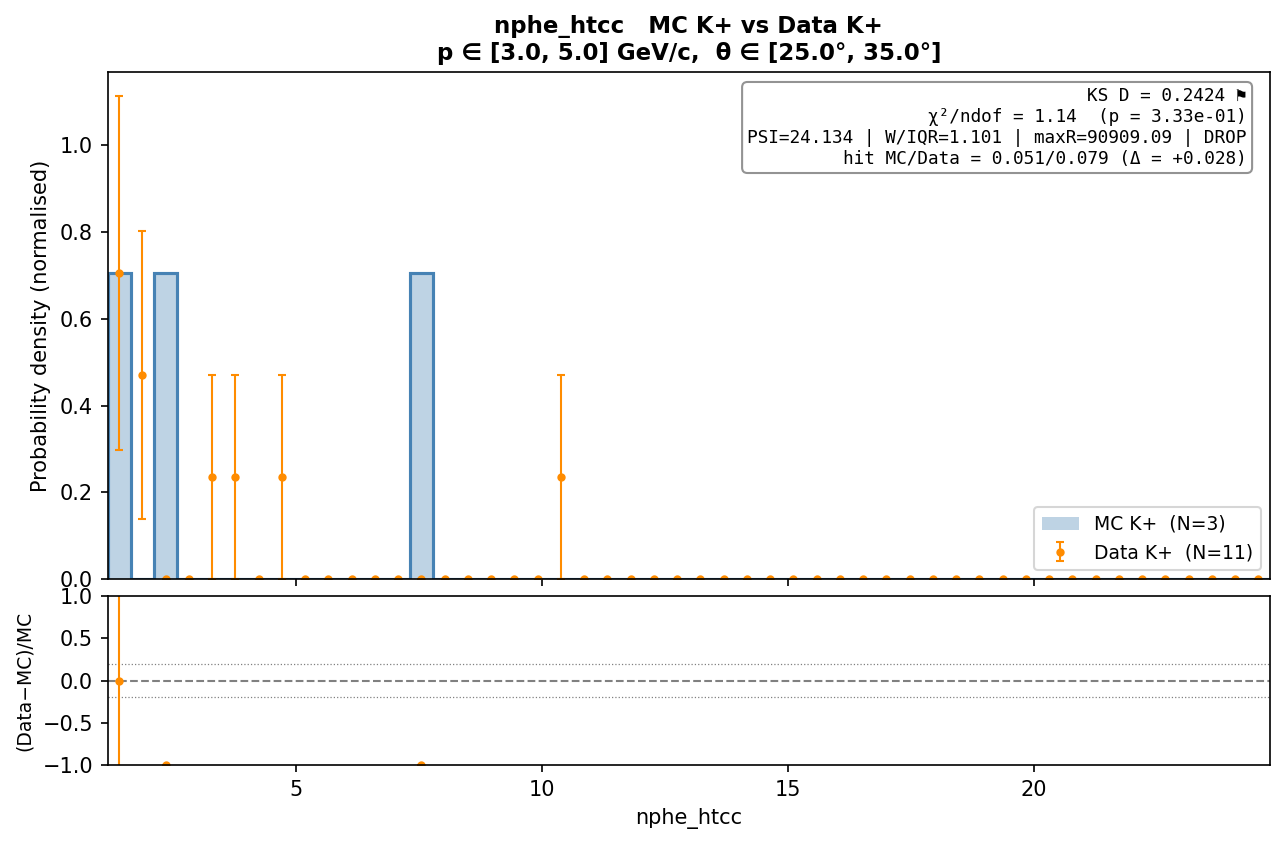 nphe_htcc   MC K+ vs Data K+
p ∈ [3.0, 5.0] GeV/c,  θ ∈ [25.0°, 35.0°]
KS D = 0.2424 ⚑
χ²/ndof = 1.14  (p = 3.33e-01)
PSI=24.134 | W/IQR=1.101 | maxR=90909.09 | DROP
hit MC/Data = 0.051/0.079 (Δ = +0.028)
Probability density (normalised)
1.0
0.8
0.6
0.4
0.2
0.0
MC K+  (N=3)
Data K+  (N=11)
(Data−MC)/MC
1.0
0.5
0.0
−0.5
−1.0
5
10
15
20
nphe_htcc